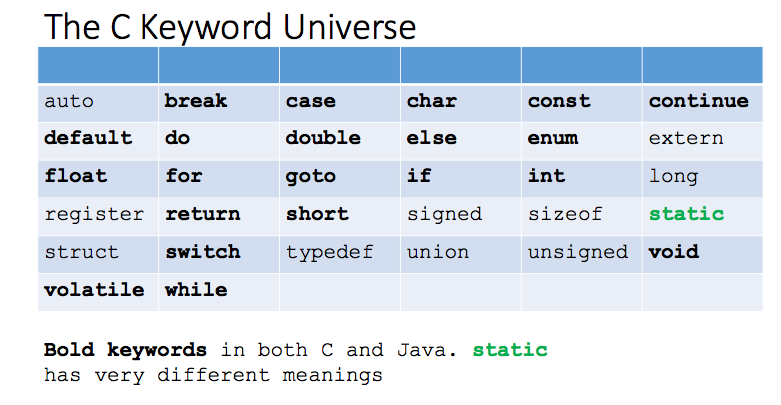 The C Keyword Universe
auto break case char const continue
default do double else enum extern
float for goto if int long
register return short signed sizeof static
struct switch typedef union unsigned void
volatile while
Bold keywords in both C and Java. static
has very different meanings